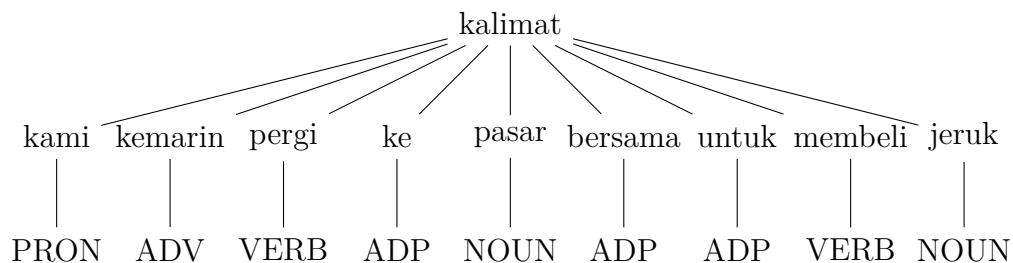 kalimat
kami kemarin pergi ke pasar bersama untuk membeli jeruk
PRON ADV VERB ADP NOUN ADP ADP VERB NOUN